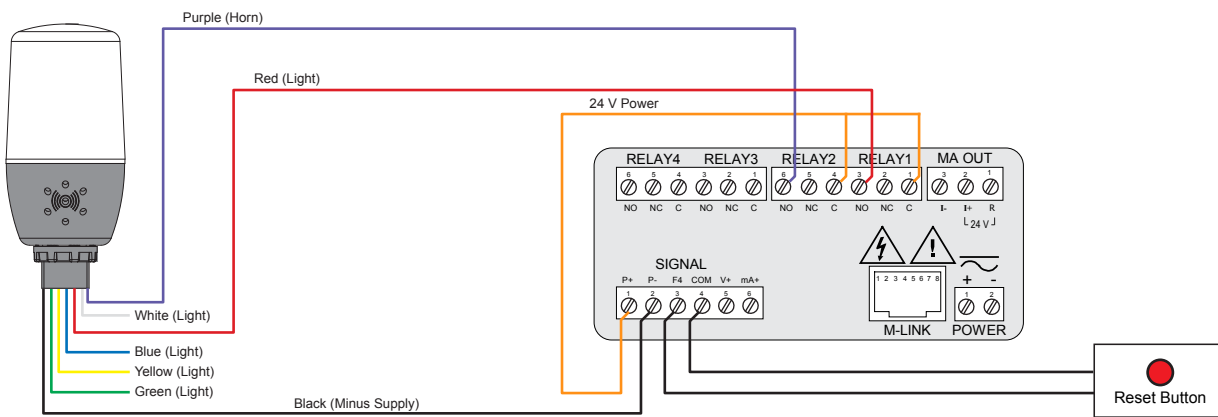 Purple (Horn)
Red (Light)
24 V Power
RELAY4 RELAY3 RELAY2 RELAY1 MA OUT
6 5 4 3 2 1 6 5 4 3 2 1 3 2 1
NO NC C NO NC C NO NC C NO NC C I- I+ R
24 V
SIGNAL
P+ P- F4 COM V+ mA+
1 2 3 4 5 6
1 2 3 4 5 6 7 8
+ -
1 2
M-LINK POWER
White (Light)
Blue (Light)
Yellow (Light)
Green (Light)
Black (Minus Supply)
Reset Button